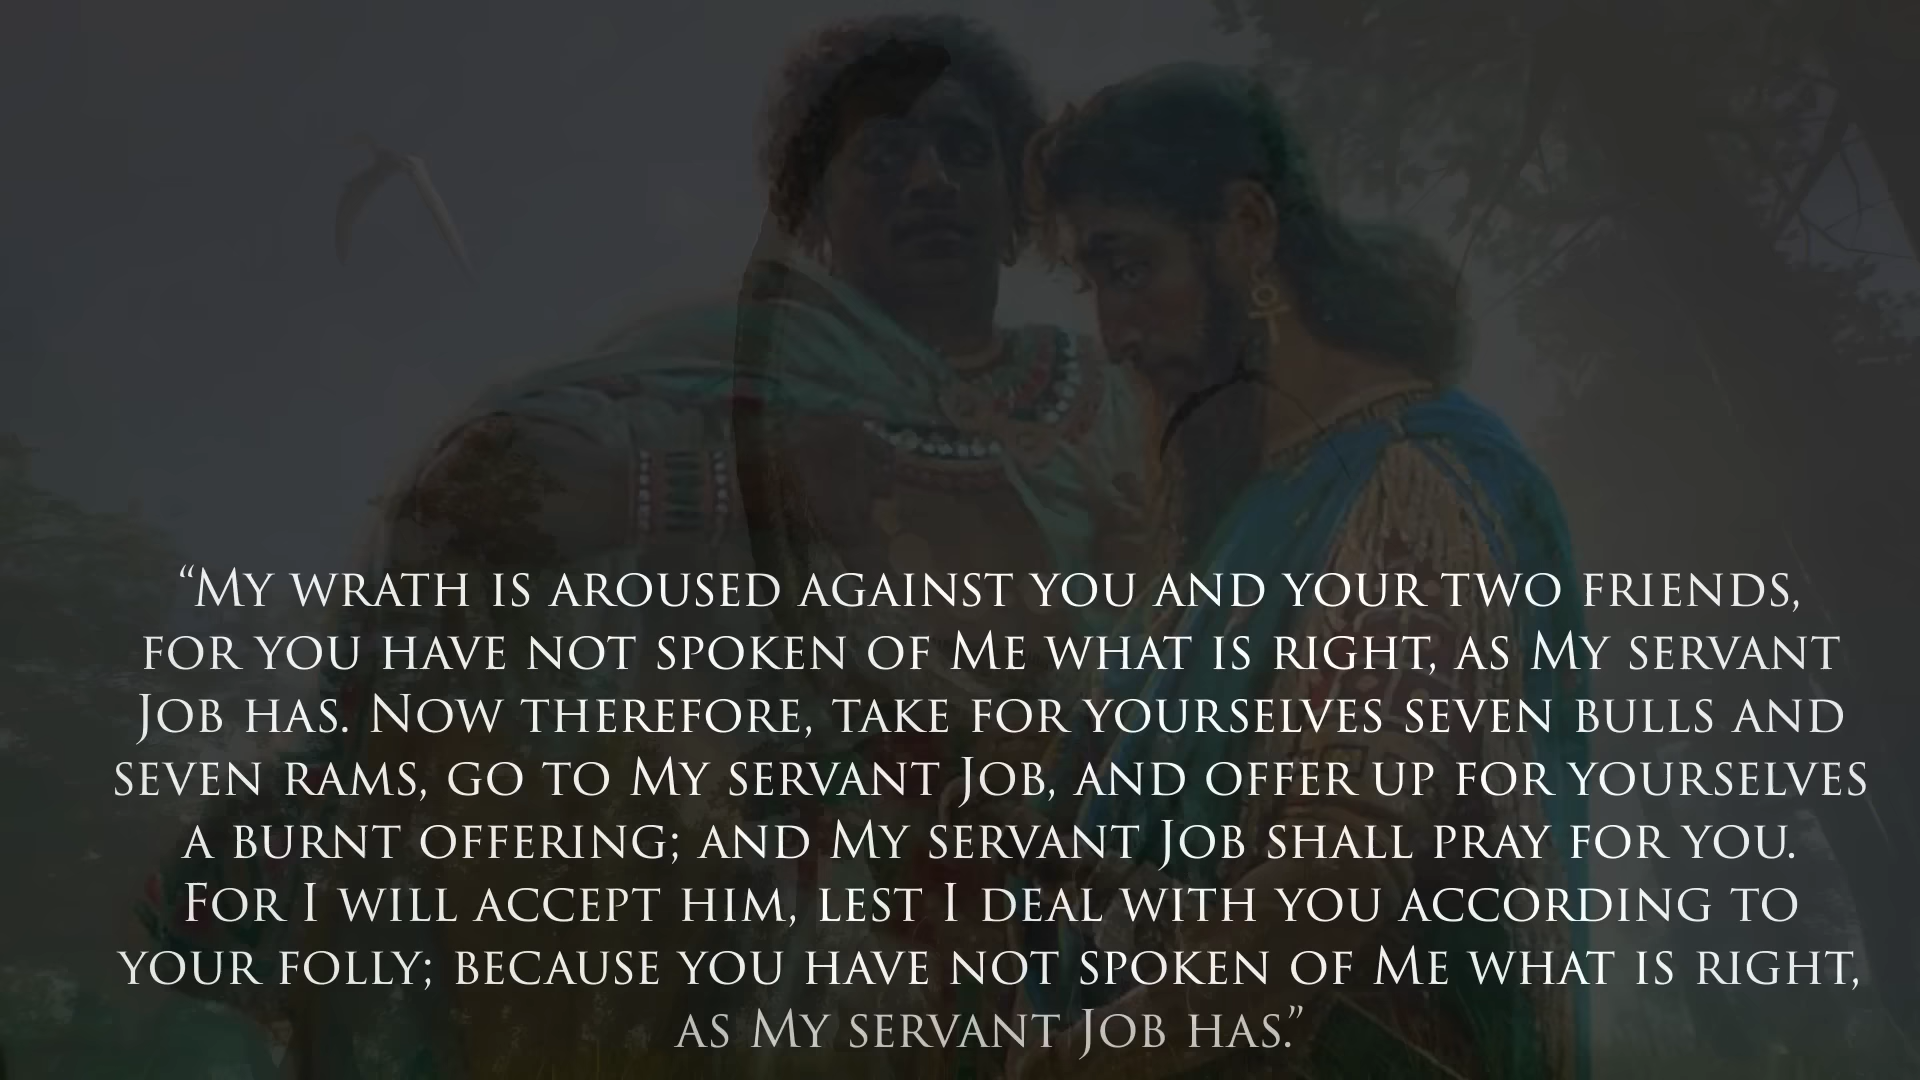 “My wrath is aroused against you and your two friends,
for you have not spoken of Me what is right, as My servant
Job has. Now therefore, take for yourselves seven bulls and
seven rams, go to My servant Job, and offer up for yourselves
a burnt offering; and My servant Job shall pray for you.
For I will accept him, lest I deal with you according to
your folly; because you have not spoken of Me what is right,
as My servant Job has.”